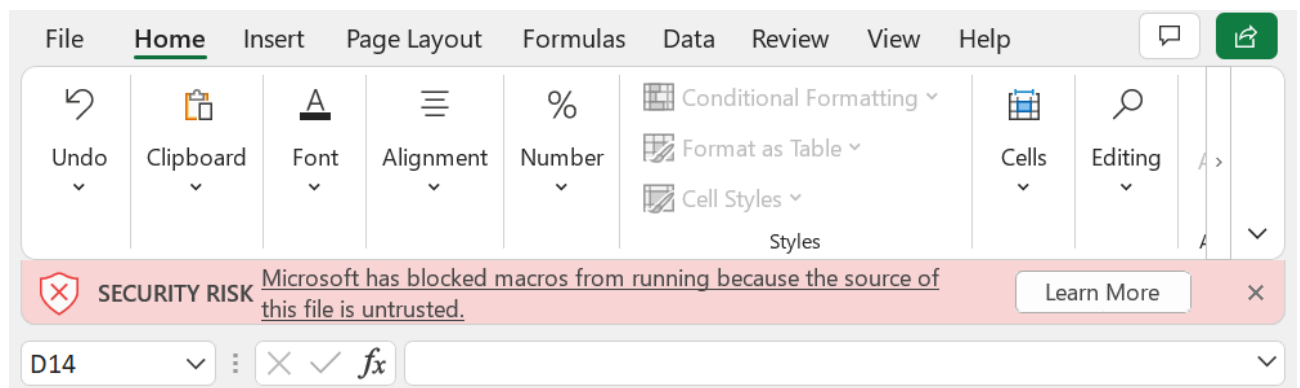 File Home Insert Page Layout Formulas Data Review View Help
Conditional Formatting
Undo Clipboard Font Alignment Number Format as Table Cells Editing
Cell Styles
Styles
SECURITY RISK Microsoft has blocked macros from running because the source of
this file is untrusted. Learn More
D14 fx